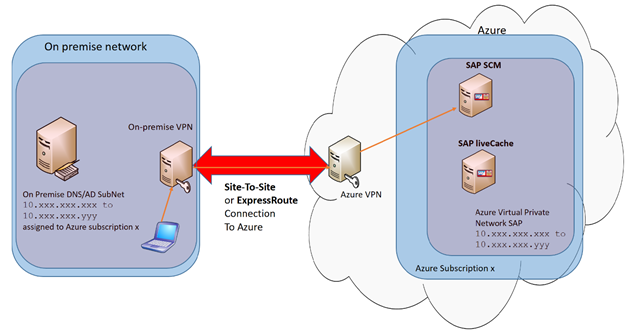 On premise network
On-premise VPN
On Premise DNS/AD SubNet
10.xxx.xxx.xxx to
10.xxx.xxx.yyy
assigned to Azure subscription x
Site-To-Site
or ExpressRoute
Connection
To Azure
Azure VPN
Azure
SAP SCM
SAP liveCache
Azure Virtual Private
Network SAP
10.xxx.xxx.xxx to
10.xxx.xxx.yyy
Azure Subscription x